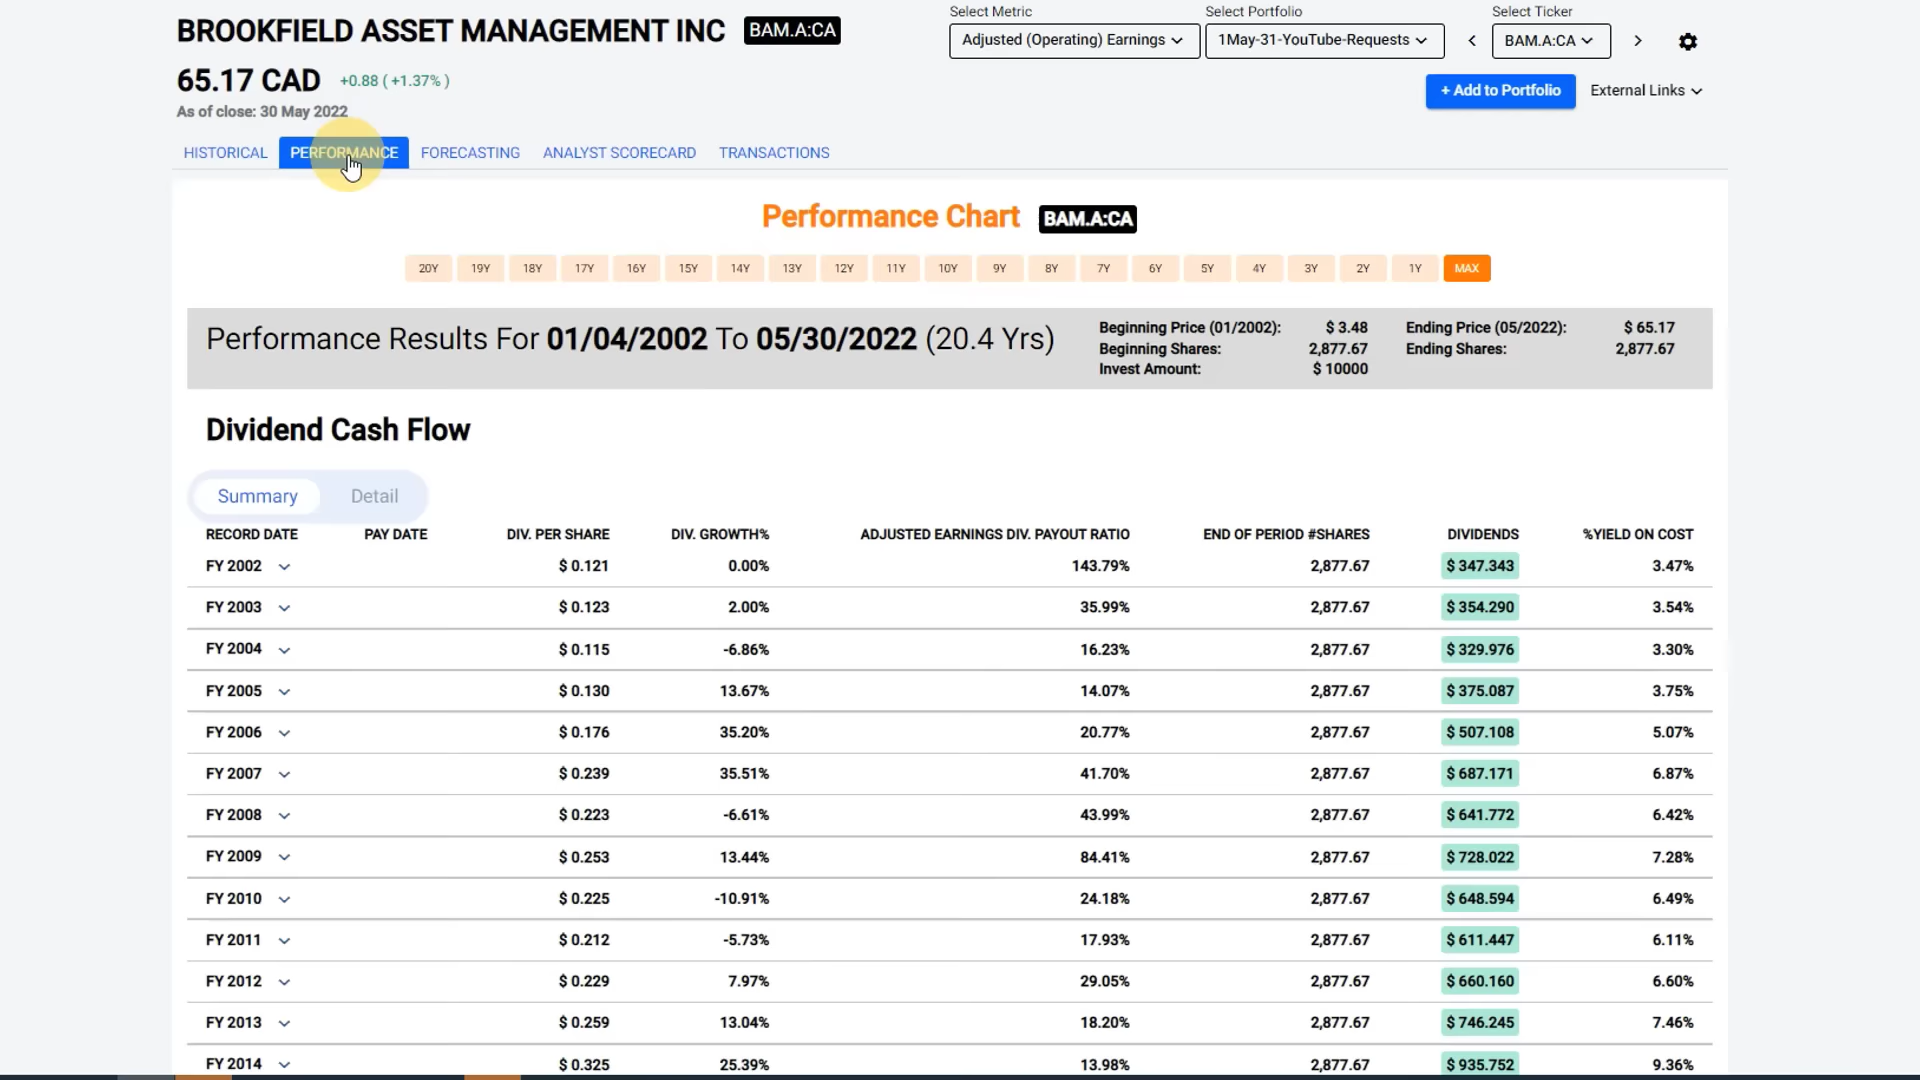 BROOKFIELD ASSET MANAGEMENT INC BAM.A:CA
Select Metric Select Portfolio Select Ticker
Adjusted (Operating) Earnings 1May-31-YouTube-Requests BAM.A:CA
65.17 CAD +0.88 ( +1.37% )
+ Add to Portfolio External Links
As of close: 30 May 2022
HISTORICAL PERFORMANCE FORECASTING ANALYST SCORECARD TRANSACTIONS
Performance Chart BAM.A:CA
20Y 19Y 18Y 17Y 16Y 15Y 14Y 13Y 12Y 11Y 10Y 9Y 8Y 7Y 6Y 5Y 4Y 3Y 2Y 1Y MAX
Performance Results For 01/04/2002 To 05/30/2022 (20.4 Yrs)
Beginning Price (01/2002): $ 3.48 Ending Price (05/2022): $ 65.17
Beginning Shares: 2,877.67 Ending Shares: 2,877.67
Invest Amount: $ 10000
Dividend Cash Flow
Summary Detail
RECORD DATE PAY DATE DIV. PER SHARE DIV. GROWTH% ADJUSTED EARNINGS DIV. PAYOUT RATIO END OF PERIOD #SHARES DIVIDENDS %YIELD ON COST
FY 2002 $ 0.121 0.00% 143.79% 2,877.67 $ 347.343 3.47%
FY 2003 $ 0.123 2.00% 35.99% 2,877.67 $ 354.290 3.54%
FY 2004 $ 0.115 -6.86% 16.23% 2,877.67 $ 329.976 3.30%
FY 2005 $ 0.130 13.67% 14.07% 2,877.67 $ 375.087 3.75%
FY 2006 $ 0.176 35.20% 20.77% 2,877.67 $ 507.108 5.07%
FY 2007 $ 0.239 35.51% 41.70% 2,877.67 $ 687.171 6.87%
FY 2008 $ 0.223 -6.61% 43.99% 2,877.67 $ 641.772 6.42%
FY 2009 $ 0.253 13.44% 84.41% 2,877.67 $ 728.022 7.28%
FY 2010 $ 0.225 -10.91% 24.18% 2,877.67 $ 648.594 6.49%
FY 2011 $ 0.212 -5.73% 17.93% 2,877.67 $ 611.447 6.11%
FY 2012 $ 0.229 7.97% 29.05% 2,877.67 $ 660.160 6.60%
FY 2013 $ 0.259 13.04% 18.20% 2,877.67 $ 746.245 7.46%
FY 2014 $ 0.325 25.39% 13.98% 2,877.67 $ 935.752 9.36%